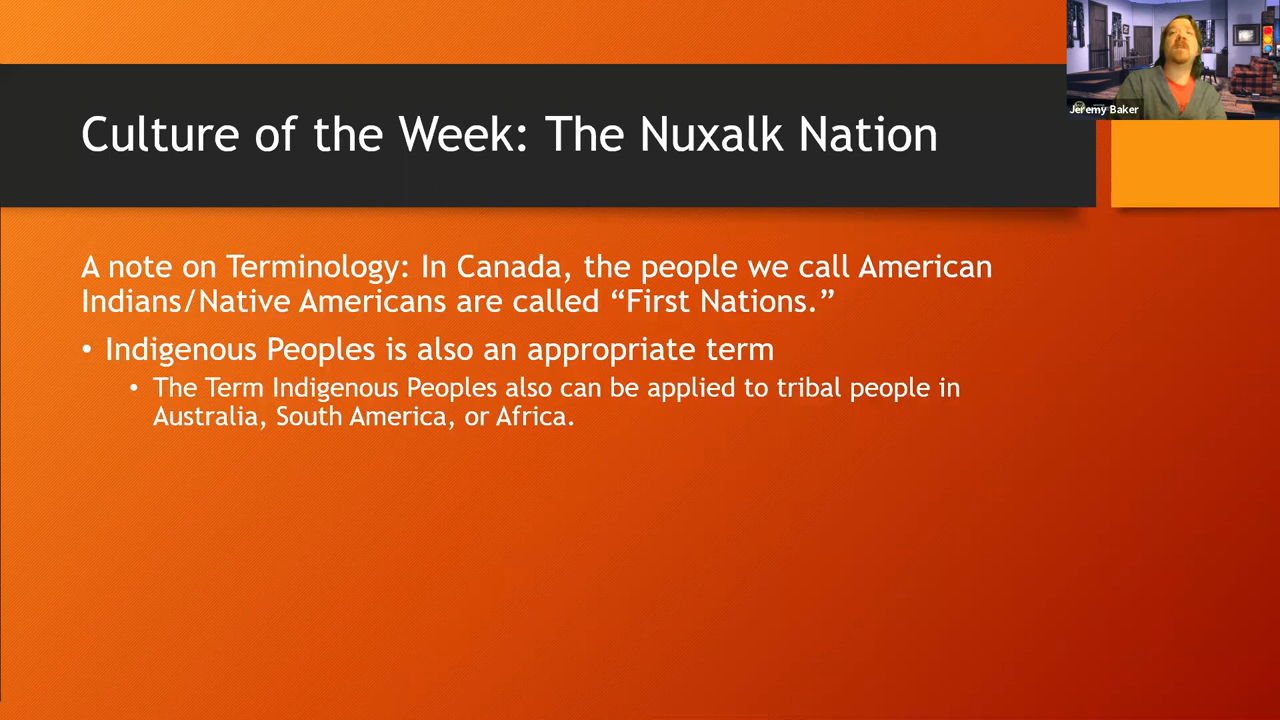 Culture of the Week: The Nuxalk Nation
Jeremy Baker
A note on Terminology: In Canada, the people we call American
Indians/Native Americans are called “First Nations.”
• Indigenous Peoples is also an appropriate term
• The Term Indigenous Peoples also can be applied to tribal people in
Australia, South America, or Africa.